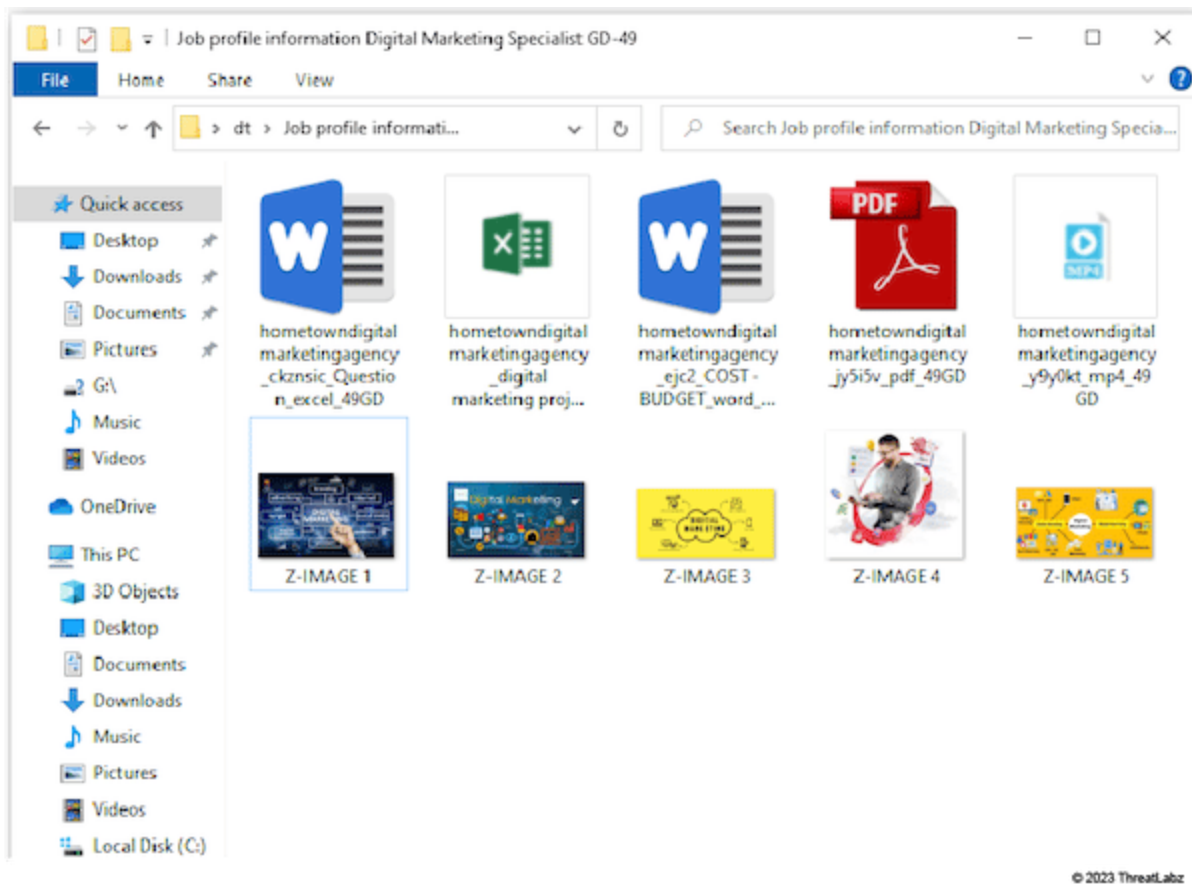 Job profile information Digital Marketing Specialist GD-49
File Home Share View
dt > Job profile informati...
Search Job profile information Digital Marketing Specia...
Quick access
Desktop
Downloads
Documents
Pictures
G:\
Music
Videos
OneDrive
This PC
3D Objects
Desktop
Documents
Downloads
Music
Pictures
Videos
Local Disk (C:)
W
X
W
PDF
MP4
hometowndigital
marketingagency
_ckznsic_Questio
n_excel_49GD
hometowndigital
marketingagency
_digital
marketing proj...
hometowndigital
marketingagency
_ejc2_COST -
BUDGET_word_...
hometowndigital
marketingagency
_jy5i5v_pdf_49GD
hometowndigital
marketingagency
_y9y0kt_mp4_49
GD
DIGITAL
MARKETING
Digital Marketing
DIGITAL
MARKETING
Z-IMAGE 1
Z-IMAGE 2
Z-IMAGE 3
Z-IMAGE 4
Z-IMAGE 5
© 2023 ThreatLabz